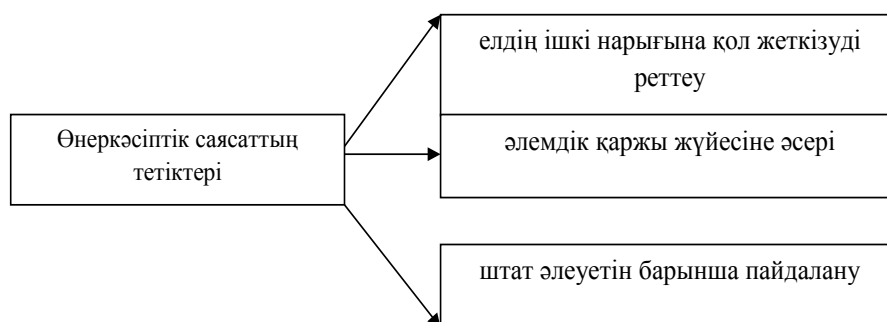 Өнеркәсіптік саясаттың
тетіктері
елдің ішкі нарығына қол жеткізуді
реттеу
әлемдік қаржы жүйесіне әсері
штат әлеуетін барынша пайдалану